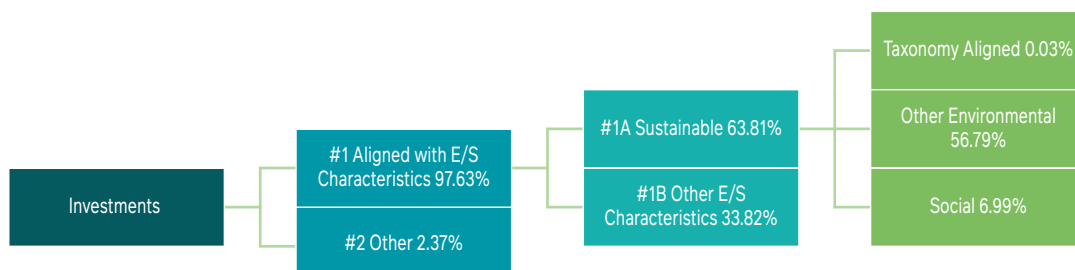 Investments
#1 Aligned with E/S
Characteristics 97.63%
#2 Other 2.37%
#1A Sustainable 63.81%
#1B Other E/S
Characteristics 33.82%
Taxonomy Aligned 0.03%
Other Environmental
56.79%
Social 6.99%